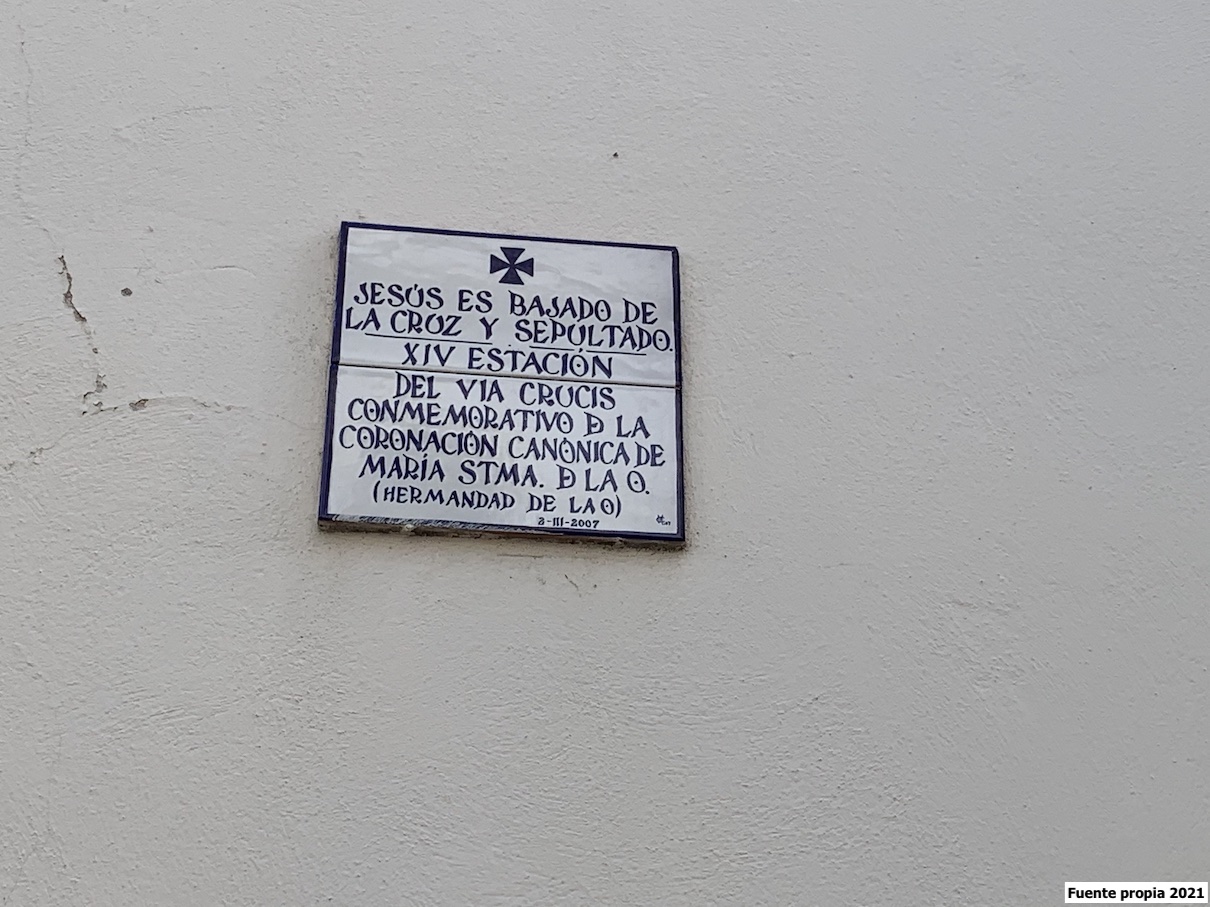 JESÚS ES BAJADO DE
LA CRUZ Y SEPULTADO.
XIV ESTACIÓN
DEL VIA CRUCIS
CONMEMORATIVO D LA
CORONACIÓN CANÓNICA DE
MARÍA STMA. D LA O.
(HERMANDAD DE LA O)
3-III-2007
Fuente propia 2021